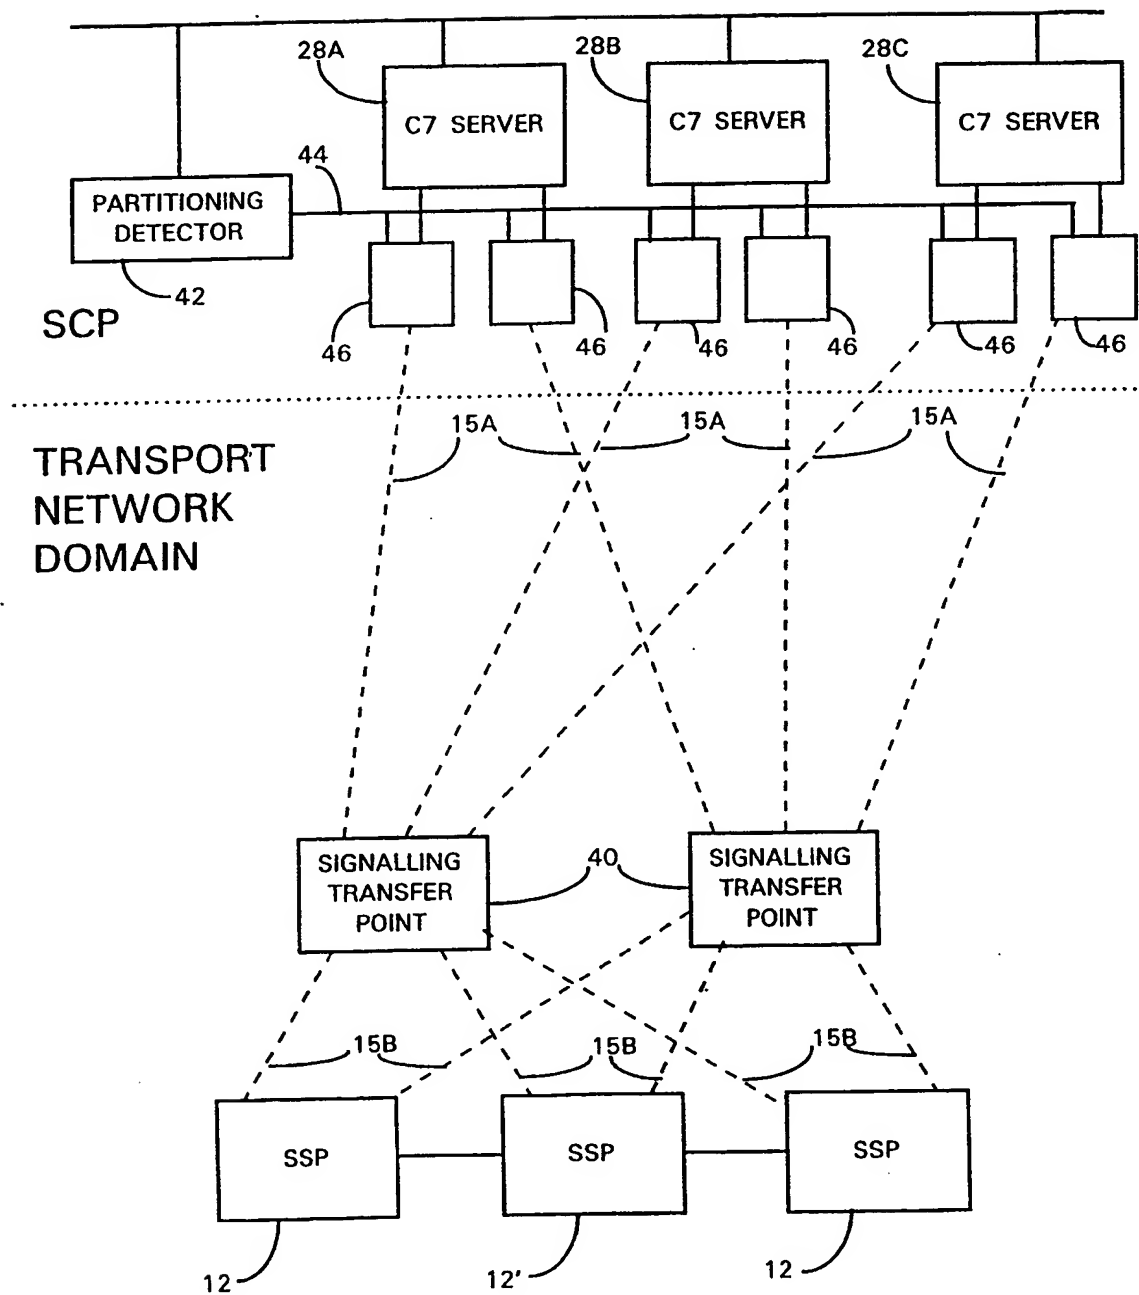 28A
28B
28C
C7 SERVER
C7 SERVER
C7 SERVER
44
PARTITIONING
DETECTOR
42
SCP
46
46
46
46
46
46
15A
15A
15A
TRANSPORT
NETWORK
DOMAIN
SIGNALLING
TRANSFER
POINT
40
SIGNALLING
TRANSFER
POINT
15B
15B
15B
SSP
SSP
SSP
12
12'
12